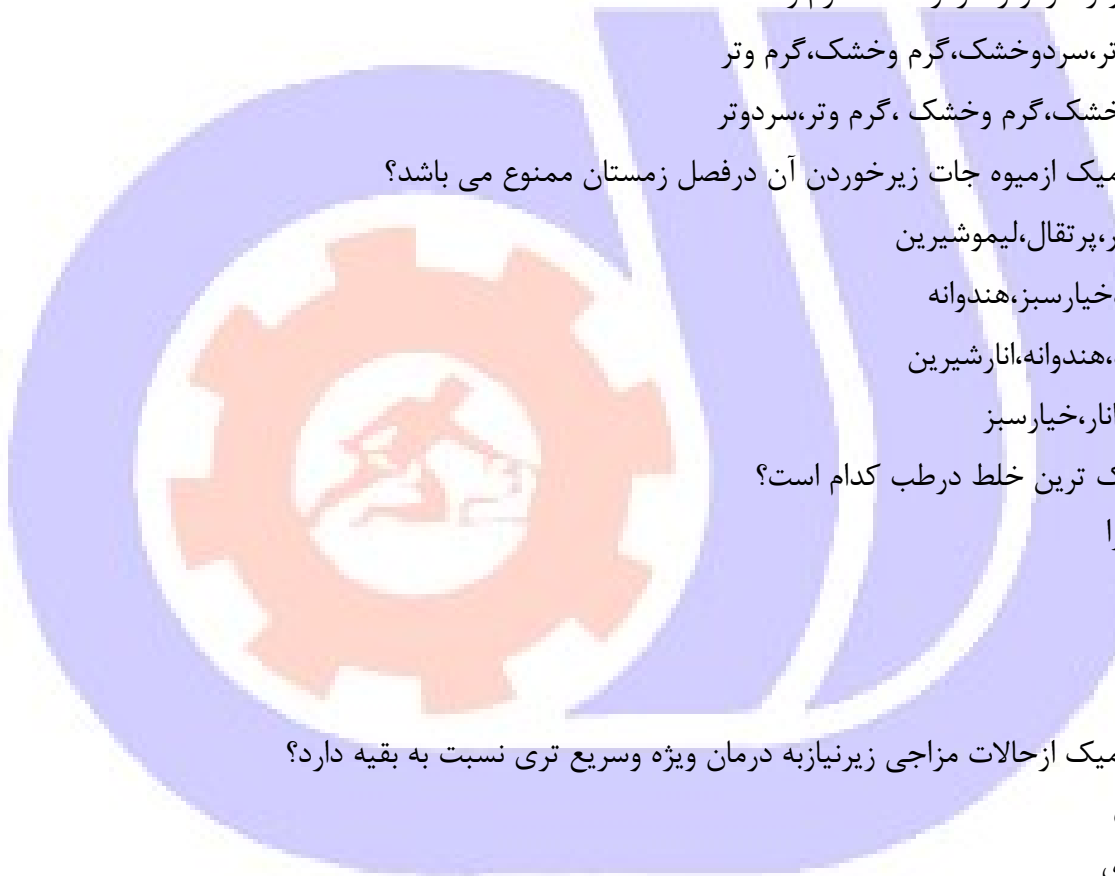 تر،سردوخشک،گرم وخشک،گرم وتر
خشک،گرم وخشک ،گرم وتر،سردوتر
ازمیوه جات زیرخوردن آن درفصل زمستان ممنوع می باشد؟
،پرتقال،لیموشیرین
خیارسبز،هندوانه
،هندوانه،انارشیرین
انار،خیارسبز
ترین خلط درطب کدام است؟
ازحالات مزاجی زیرنیازبه درمان ویژه وسریع تری نسبت به بقیه دارد؟